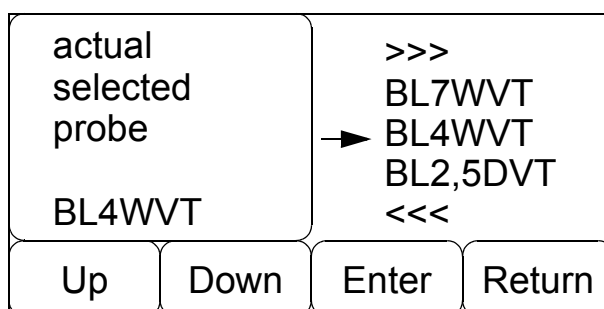 actual
selected
probe
BL4WVT
>>>
BL7WVT
BL4WVT
BL2,5DVT
<<<
Up Down Enter Return